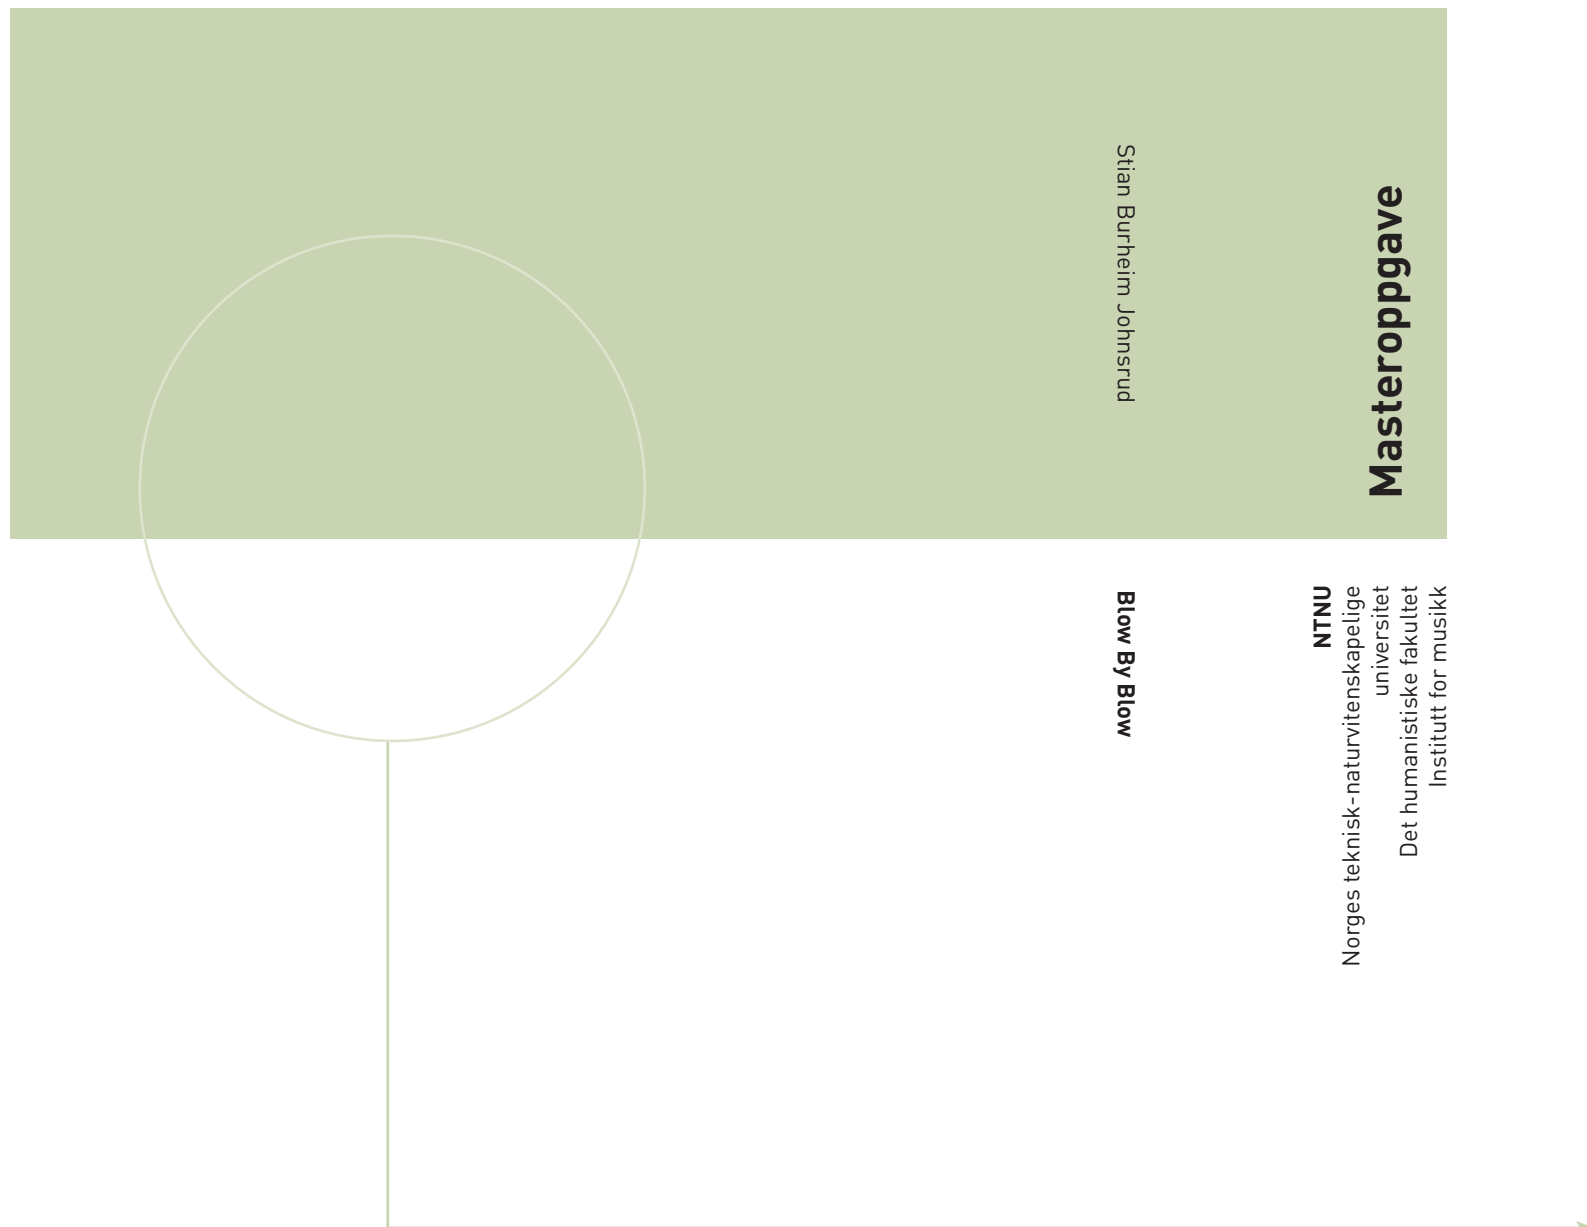 Stian Burheim Johnsrud
Blow By Blow
Masteroppgave
NTNU
Norges teknisk-naturvitenskapelige
universitet
Det humanistiske fakultet
Institutt for musikk